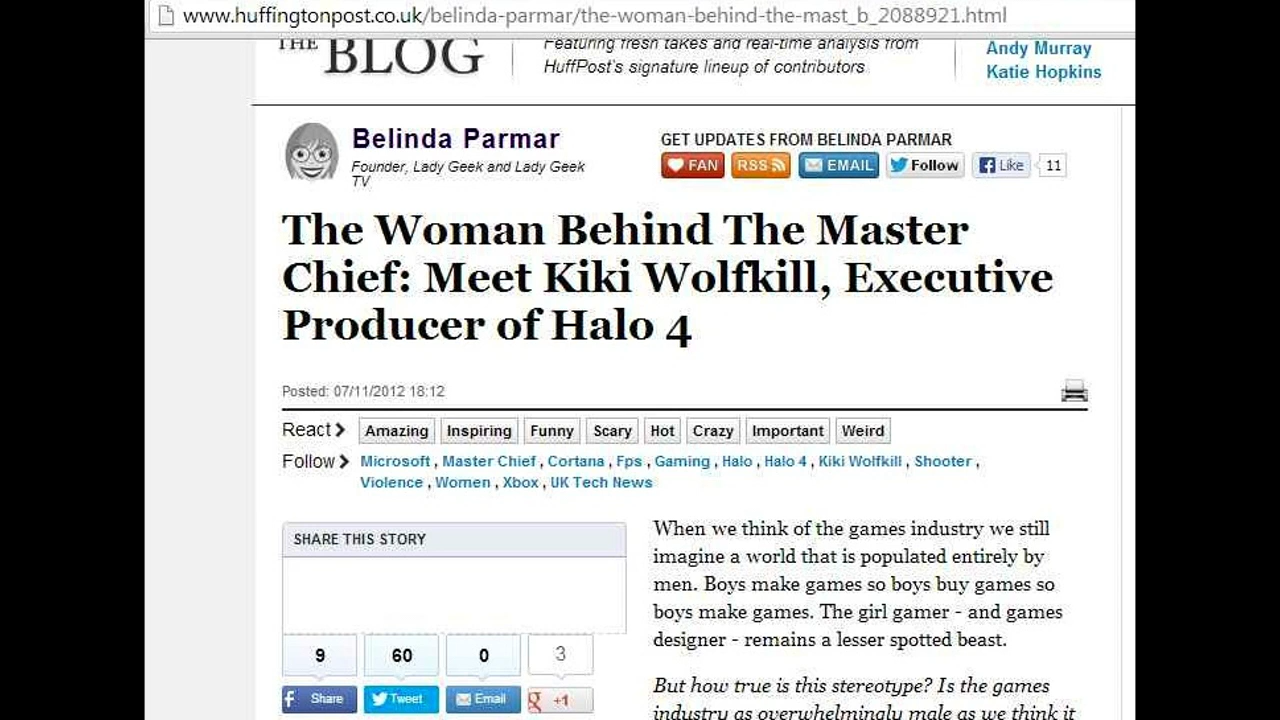 www.huffingtonpost.co.uk/belinda-parmar/the-woman-behind-the-mast_b_2088921.html
THE BLOG
Featuring fresh takes and real-time analysis from
HuffPost's signature lineup of contributors
Andy Murray
Katie Hopkins
Belinda Parmar
Founder, Lady Geek and Lady Geek
TV
GET UPDATES FROM BELINDA PARMAR
FAN RSS EMAIL Follow Like 11
The Woman Behind The Master
Chief: Meet Kiki Wolfkill, Executive
Producer of Halo 4
Posted: 07/11/2012 18:12
React Amazing Inspiring Funny Scary Hot Crazy Important Weird
Follow Microsoft , Master Chief , Cortana , Fps , Gaming , Halo , Halo 4 , Kiki Wolfkill , Shooter ,
Violence , Women , Xbox , UK Tech News
SHARE THIS STORY
9 60 0 3
f Share Tweet Email g +1
When we think of the games industry we still
imagine a world that is populated entirely by
men. Boys make games so boys buy games so
boys make games. The girl gamer - and games
designer - remains a lesser spotted beast.
But how true is this stereotype? Is the games
industry as overwhelmingly male as we think it